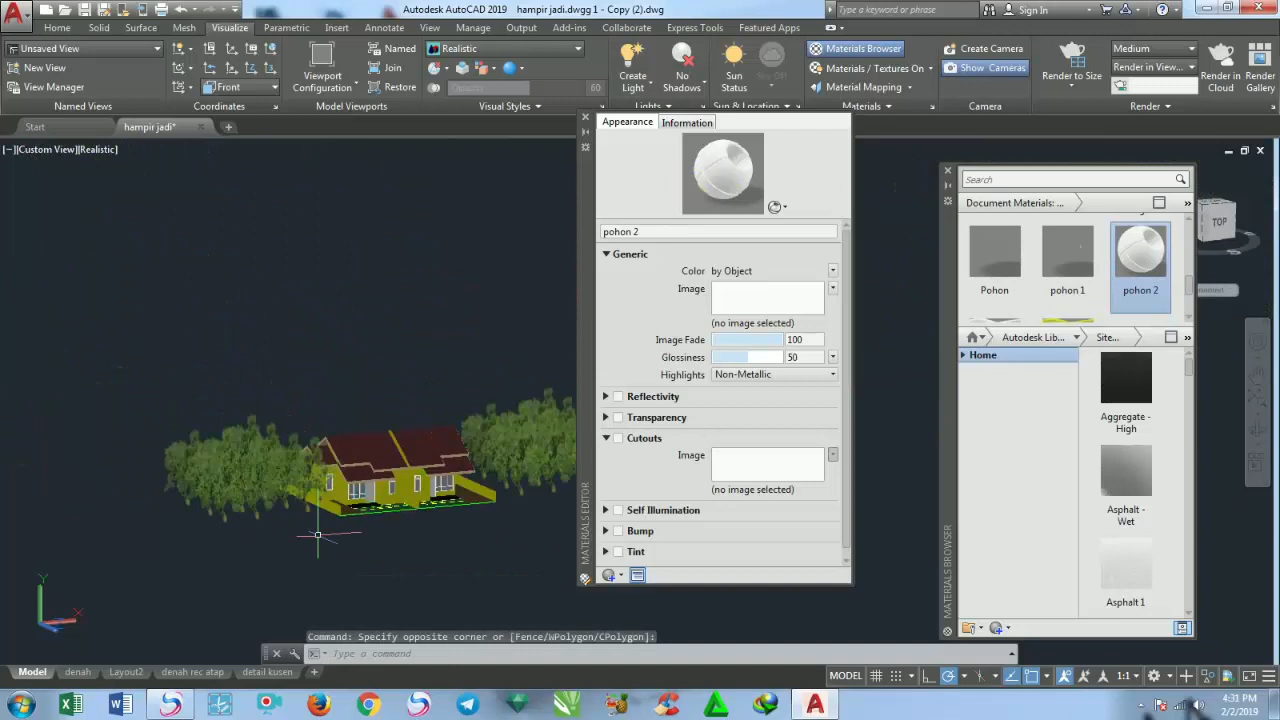 Autodesk AutoCAD 2019 hampir jadi.dwgg 1 - Copy (2).dwg
Type a keyword or phrase
Sign In
Home Solid Surface Mesh Visualize Parametric Insert Annotate View Manage Output Add-ins Collaborate Express Tools Featured Apps
Unsaved View
New View
View Manager
Named Views
Front
Coordinates
Viewport
Configuration
Named
Join
Restore
Model Viewports
Realistic
Opacity 60
Visual Styles
Create
Light
No
Shadows
Lights
Sun
Status
Sky Off
Sun & Location
Materials Browser
Materials / Textures On
Material Mapping
Materials
Create Camera
Show Cameras
Camera
Render to Size
Medium
Render in View...
Render in
Cloud
Render
Gallery
Render
Start
hampir jadi*
[−][Custom View][Realistic]
TOP
Appearance
Information
pohon 2
Generic
Color by Object
Image
(no image selected)
Image Fade 100
Glossiness 50
Highlights Non-Metallic
Reflectivity
Transparency
Cutouts
Image
(no image selected)
Self Illumination
Bump
Tint
MATERIALS EDITOR
Search
Document Materials: ...
Pohon
pohon 1
pohon 2
Autodesk Lib...
Site...
Home
Aggregate -
High
Asphalt -
Wet
Asphalt 1
MATERIALS BROWSER
Y
X
Command: Specify opposite corner or [Fence/WPolygon/CPolygon]:
Type a command
Model denah Layout2 denah rec atap detail kusen
MODEL
1:1
4:31 PM
2/2/2019